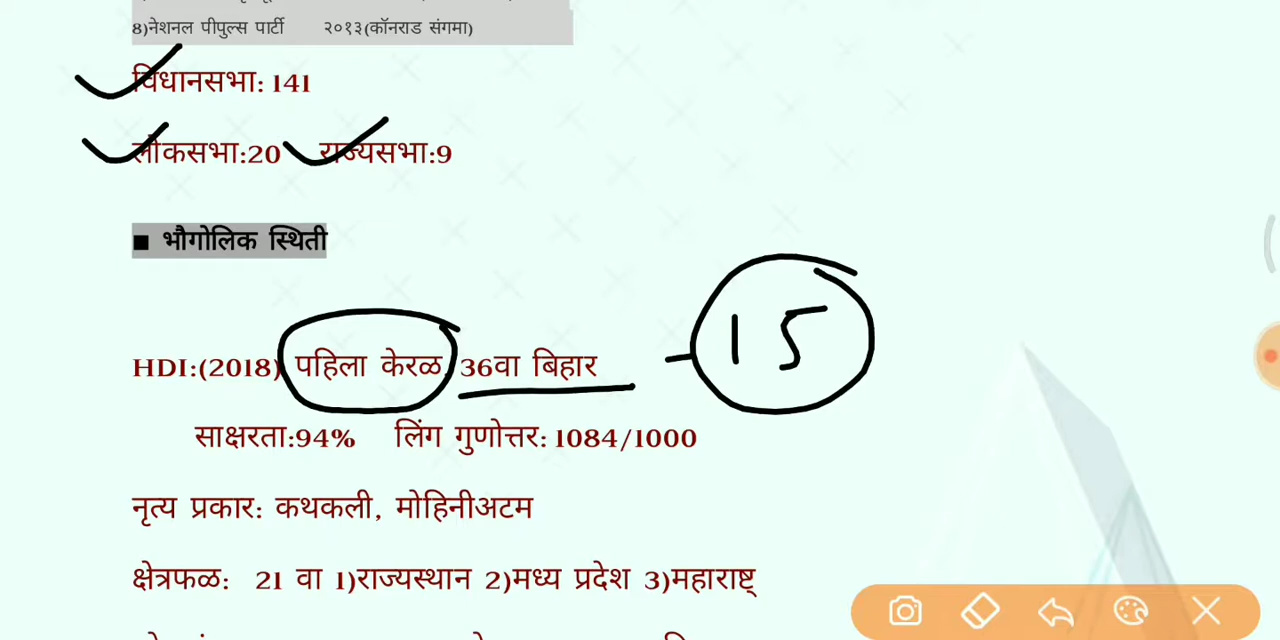 8)नेशनल पीपुल्स पार्टी २०१३(कॉनराड संगमा)
विधानसभा: 141
लोकसभा:20 राज्यसभा:9
■ भौगोलिक स्थिती
HDI:(2018) पहिला केरळ, 36वा बिहार - 15
साक्षरता:94% लिंग गुणोत्तर: 1084/1000
नृत्य प्रकार: कथकली, मोहिनीअटम
क्षेत्रफळ: 21 वा 1)राज्यस्थान 2)मध्य प्रदेश 3)महाराष्ट्